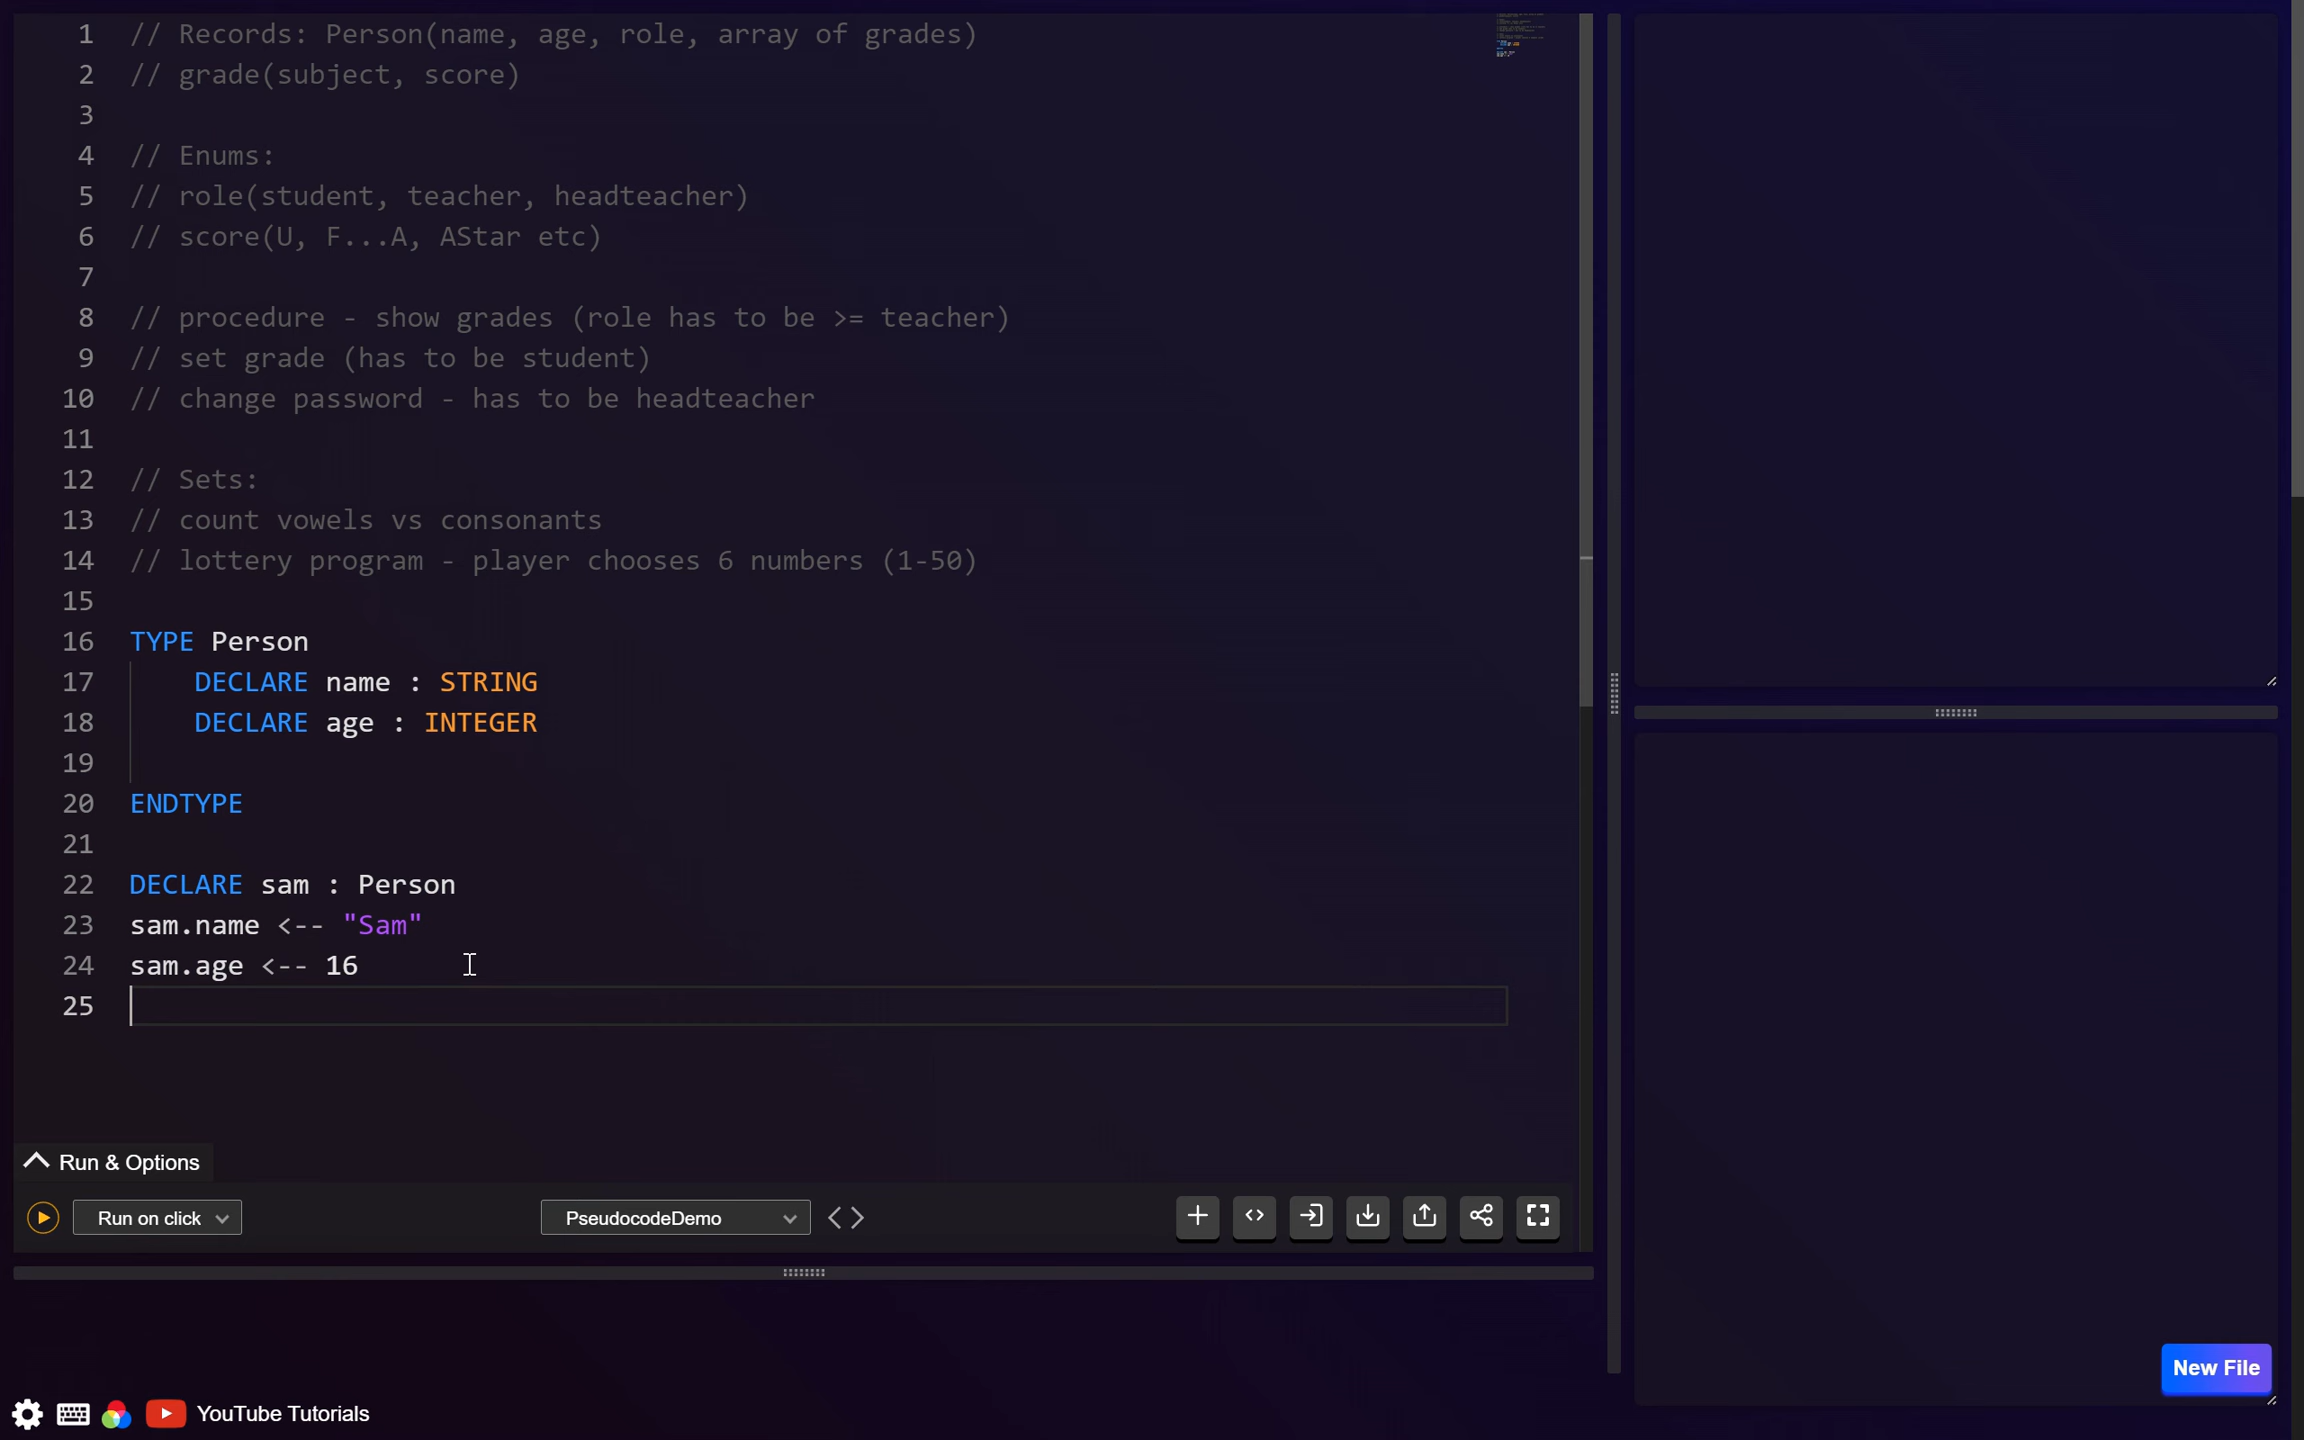 1 // Records: Person(name, age, role, array of grades)
2 // grade(subject, score)
3
4 // Enums:
5 // role(student, teacher, headteacher)
6 // score(U, F...A, AStar etc)
7
8 // procedure - show grades (role has to be >= teacher)
9 // set grade (has to be student)
10 // change password - has to be headteacher
11
12 // Sets:
13 // count vowels vs consonants
14 // lottery program - player chooses 6 numbers (1-50)
15
16 TYPE Person
17 DECLARE name : STRING
18 DECLARE age : INTEGER
19
20 ENDTYPE
21
22 DECLARE sam : Person
23 sam.name <-- "Sam"
24 sam.age <-- 16
25
Run & Options
Run on click PseudocodeDemo
New File
YouTube Tutorials